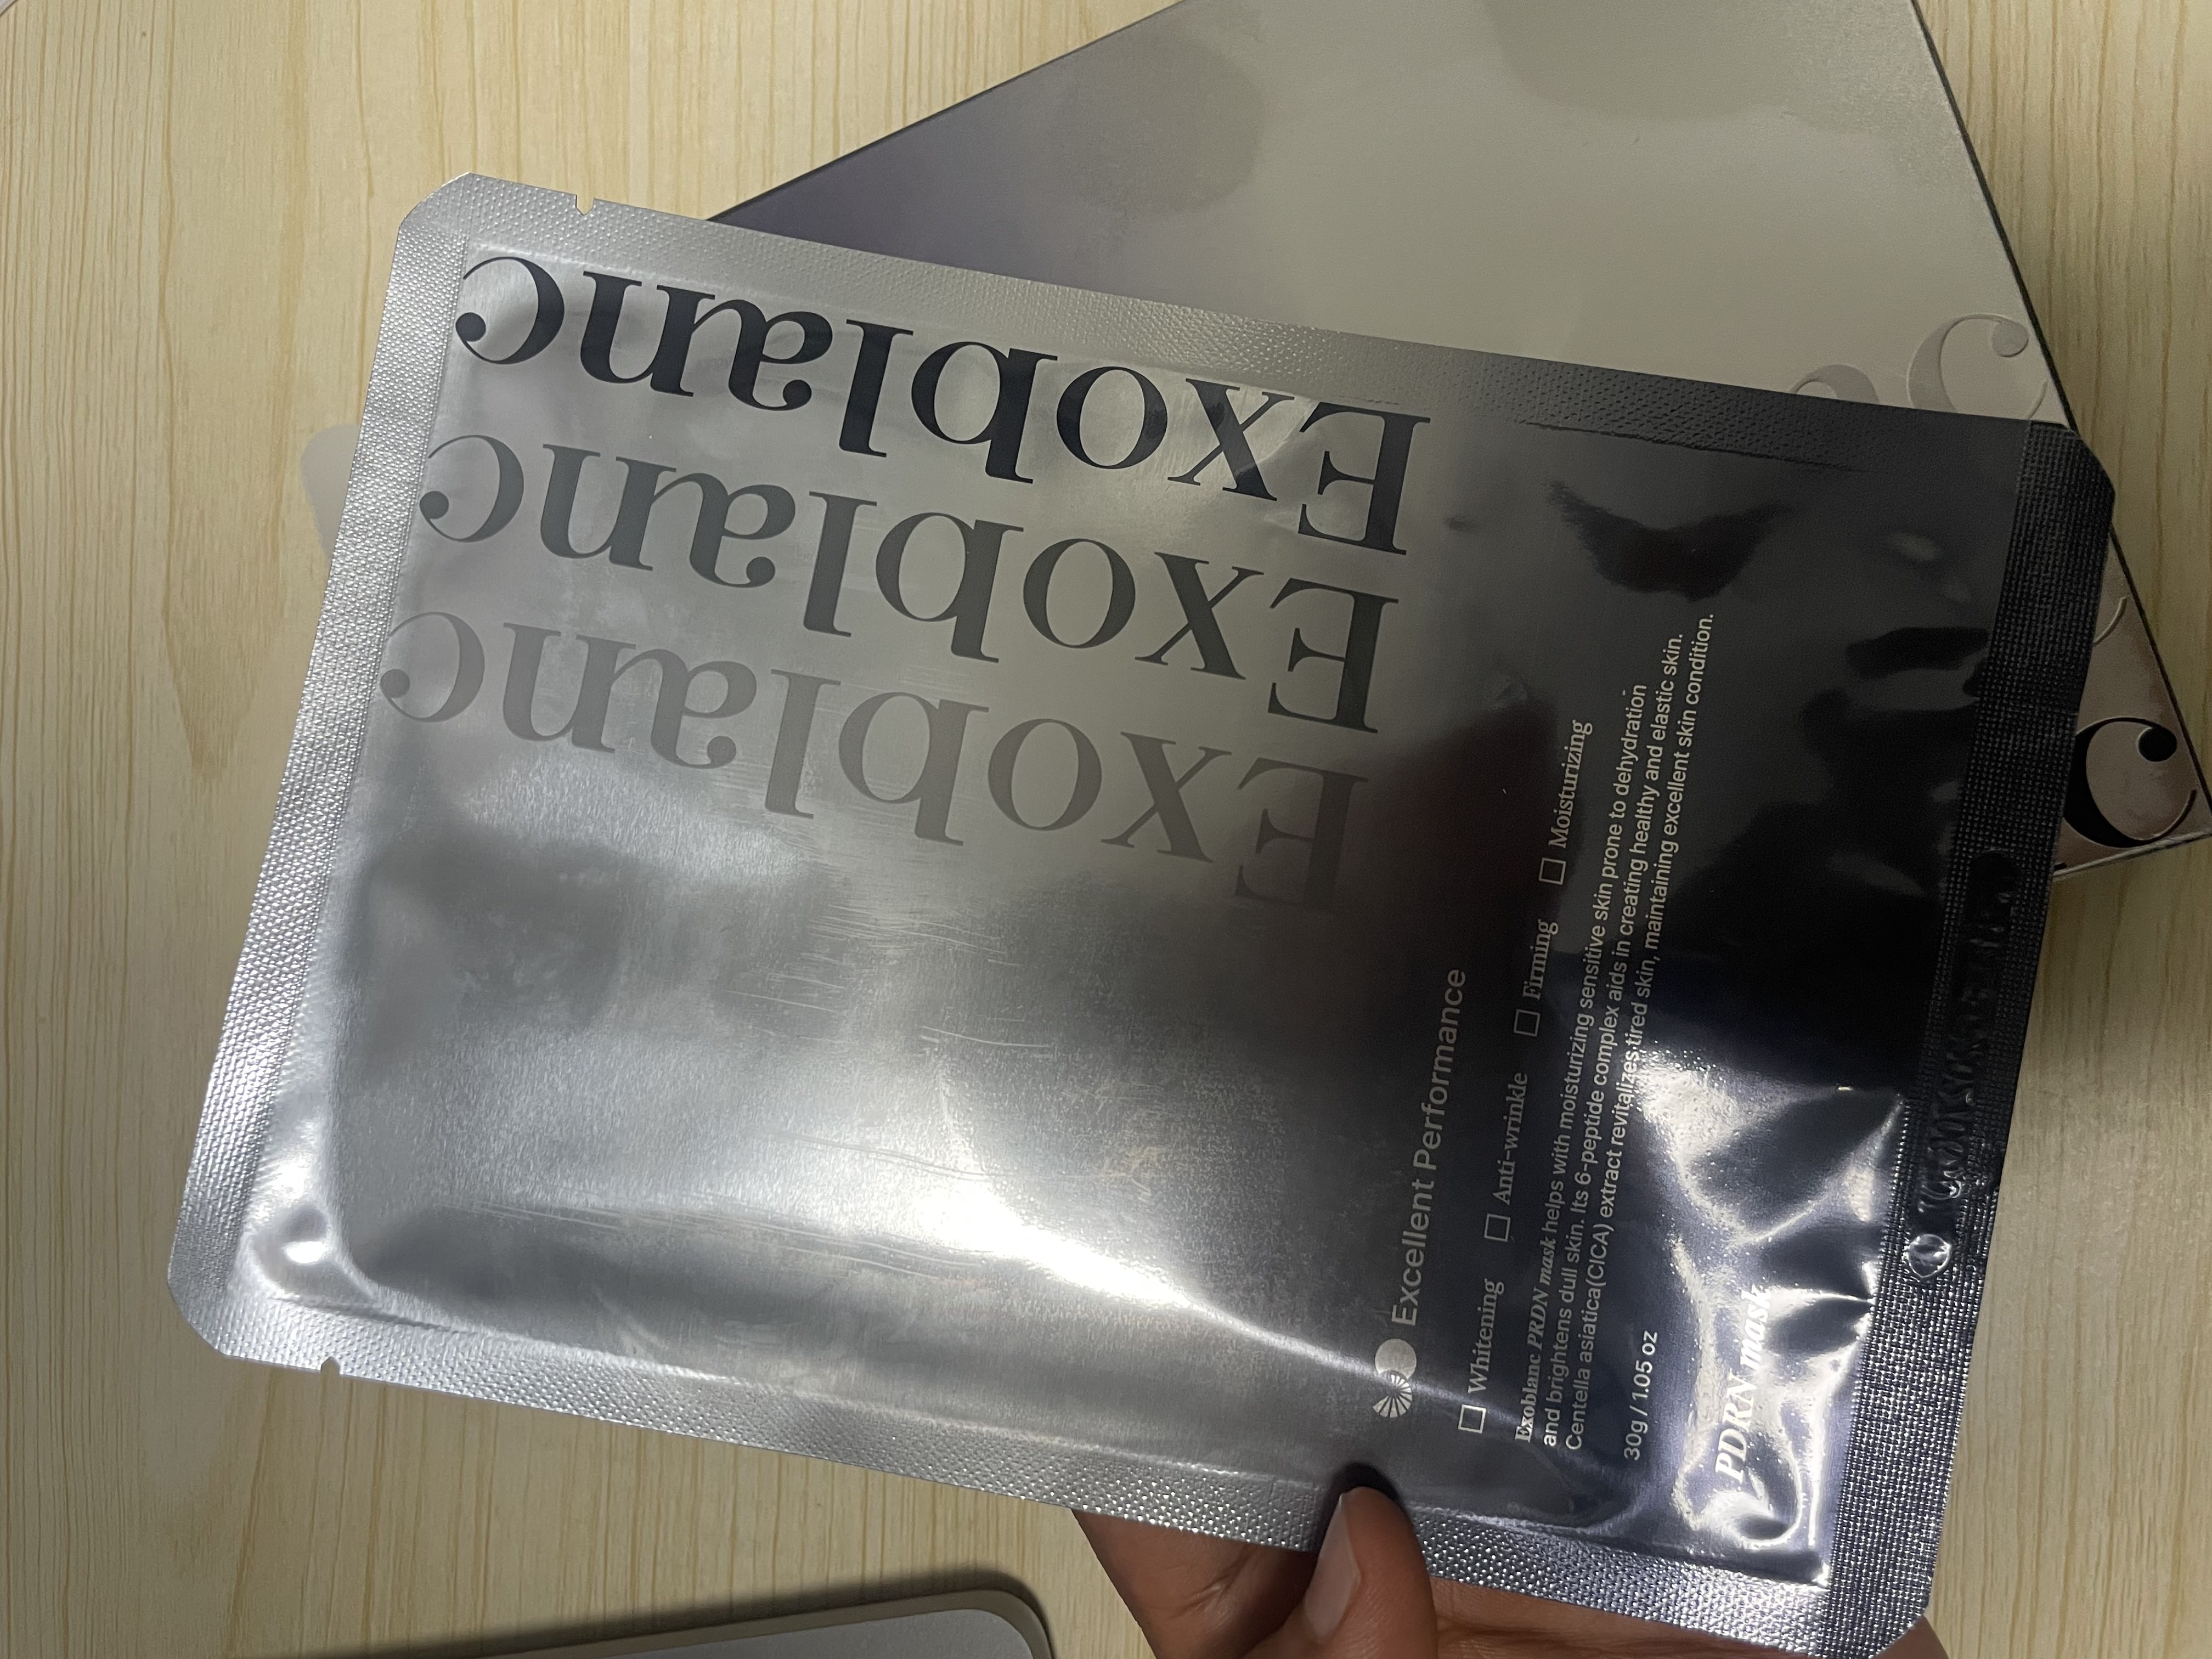 Exoblanc
Exoblanc
Exoblanc
Excellent Performance
Whitening Anti-wrinkle Firming Moisturizing
Exoblanc PRDN mask helps with moisturizing sensitive skin prone to dehydration
and brightens dull skin. Its 6-peptide complex aids in creating healthy and elastic skin.
Centella asiatica(CICA) extract revitalizes tired skin, maintaining excellent skin condition.
30g / 1.05 oz
PDRN mask